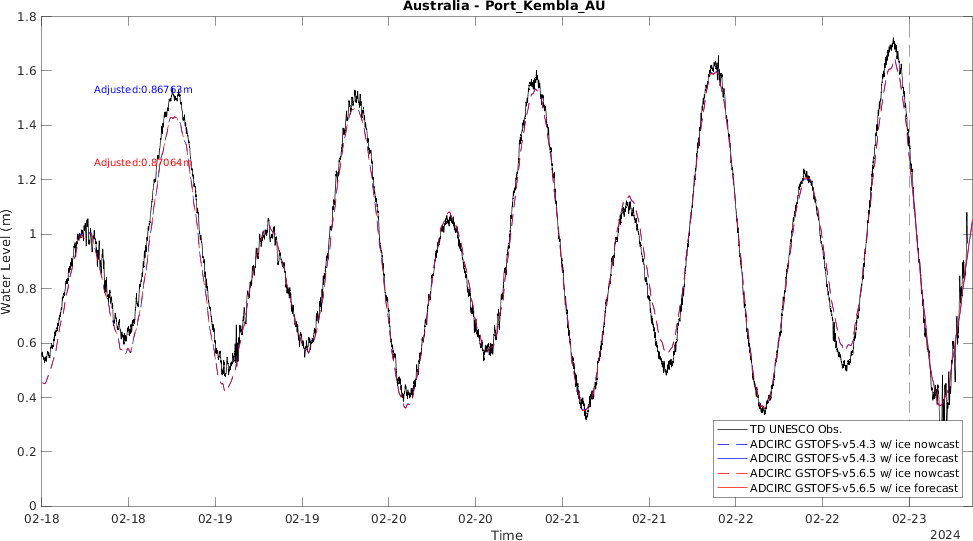 Australia - Port_Kembla_AU
1.8
1.6
1.4
1.2
1
0.8
0.6
0.4
0.2
0
Water Level (m)
Adjusted:0.86763m
Adjusted:0.87064m
TD UNESCO Obs.
ADCIRC GSTOFS-v5.4.3 w/ ice nowcast
ADCIRC GSTOFS-v5.4.3 w/ ice forecast
ADCIRC GSTOFS-v5.6.5 w/ ice nowcast
ADCIRC GSTOFS-v5.6.5 w/ ice forecast
02-18 02-18 02-19 02-19 02-20 02-20 02-21 02-21 02-22 02-22 02-23
Time
2024